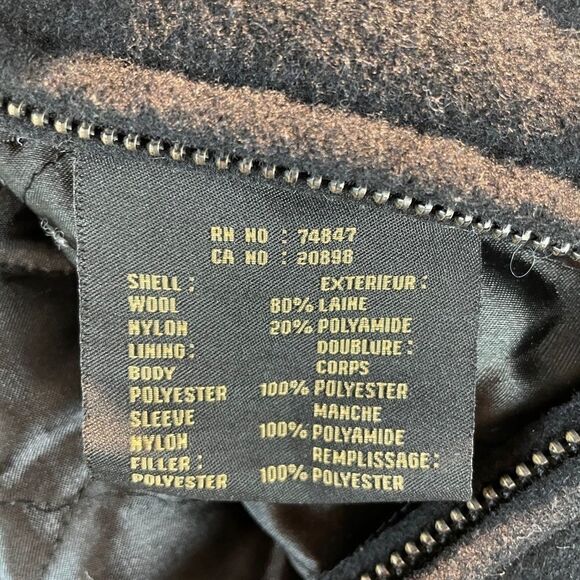 RN NO : 74847
CA NO : 20898
SHELL : EXTERIEUR :
WOOL 80% LAINE
NYLON 20% POLYAMIDE
LINING: DOUBLURE :
BODY CORPS
POLYESTER 100% POLYESTER
SLEEVE MANCHE
NYLON 100% POLYAMIDE
FILLER : REMPLISSAGE:
POLYESTER 100% POLYESTER